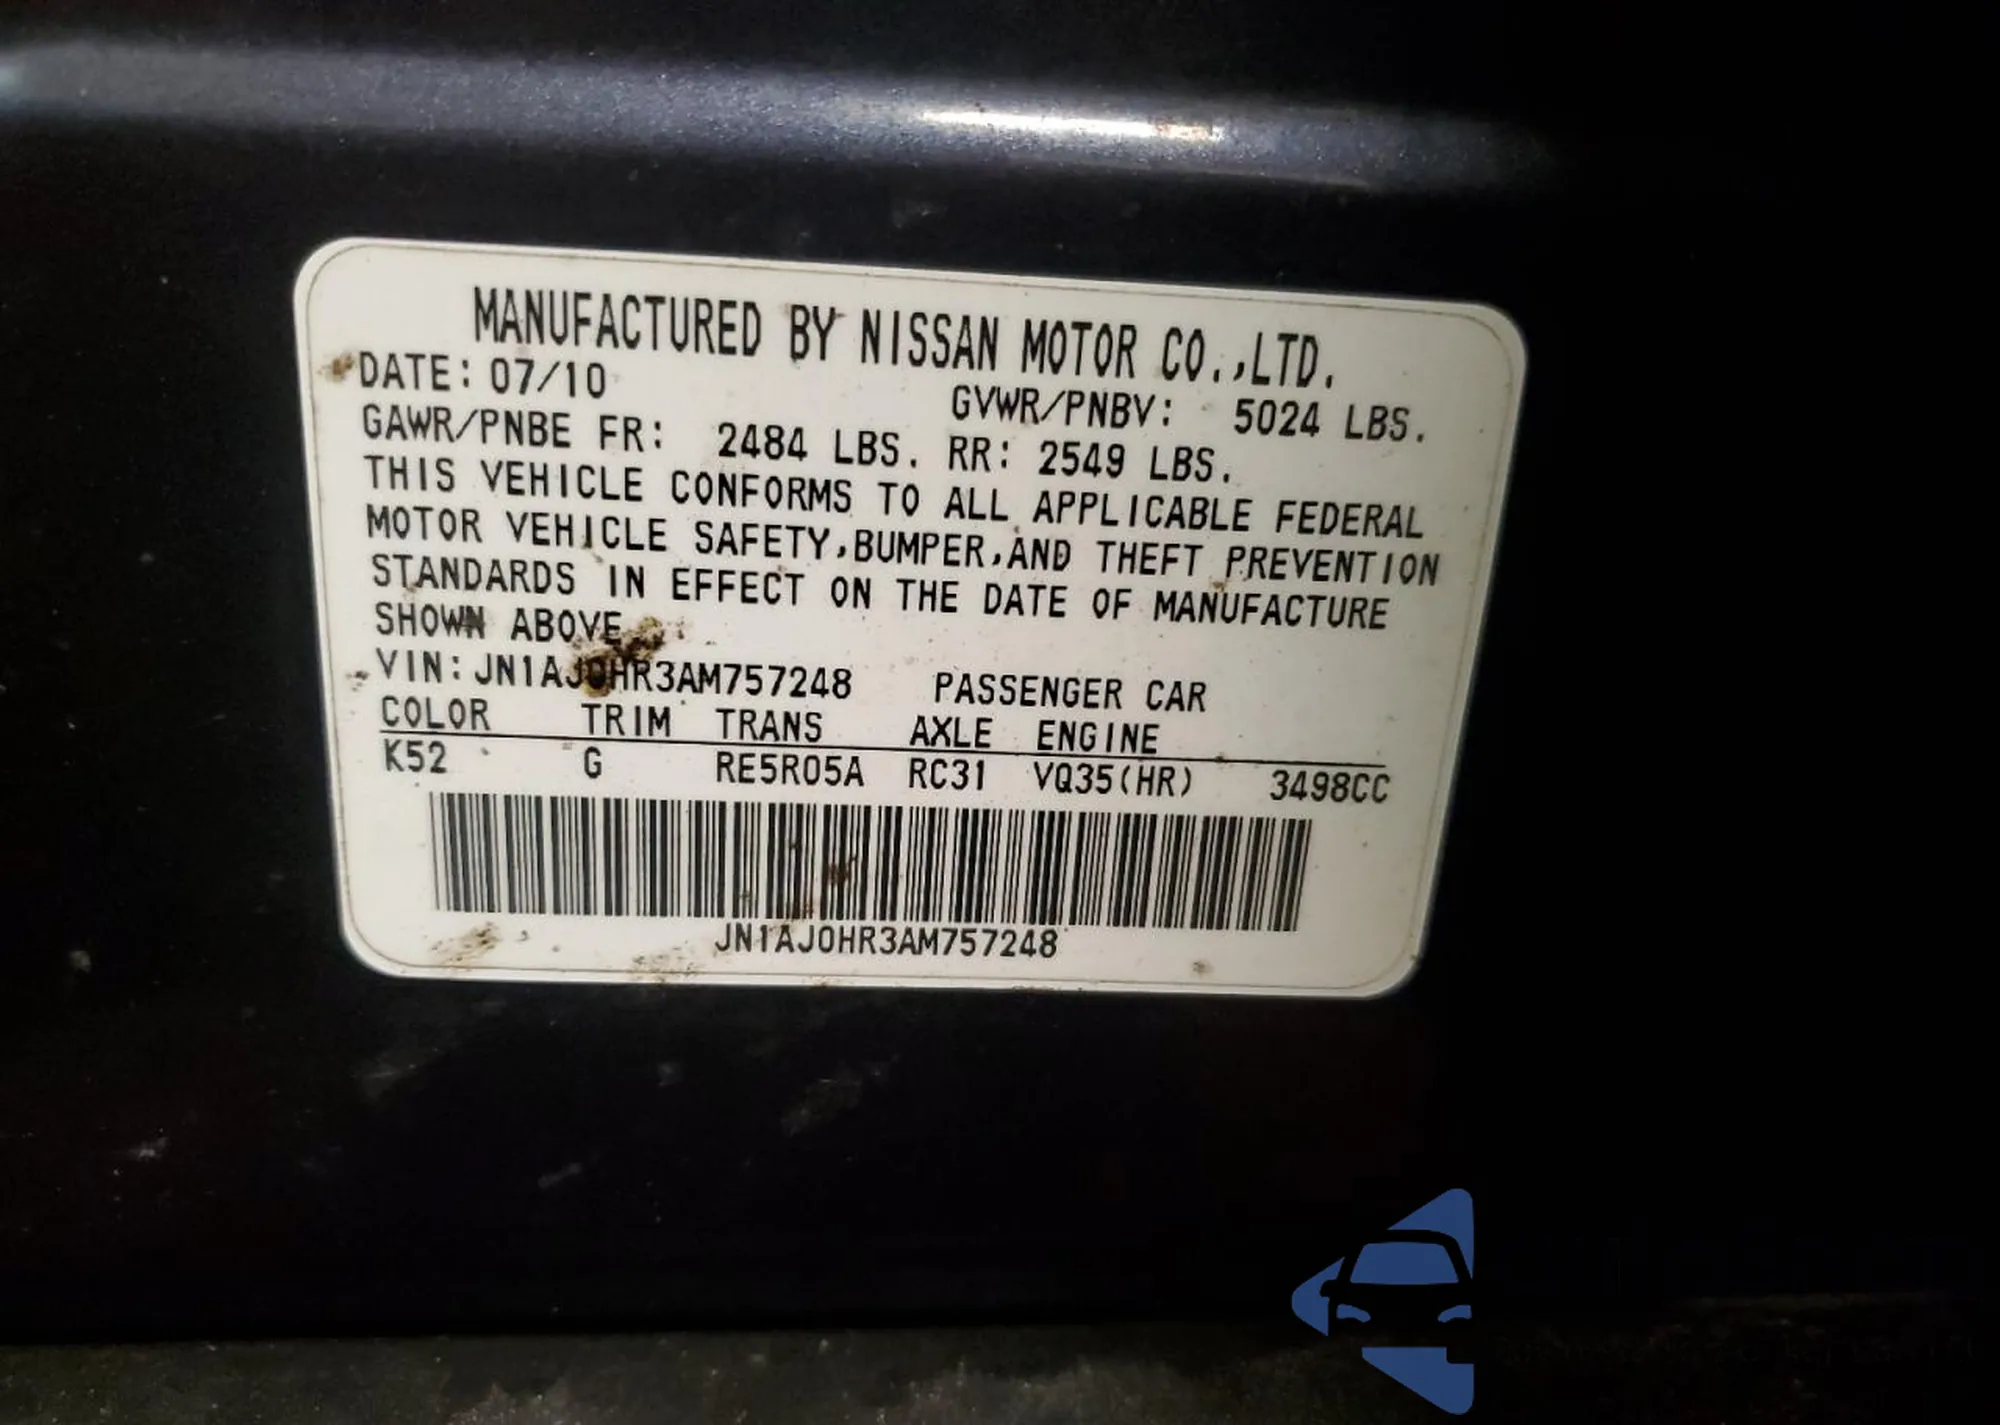 MANUFACTURED BY NISSAN MOTOR CO.,LTD.
DATE: 07/10 GVWR/PNBV: 5024 LBS.
GAWR/PNBE FR: 2484 LBS. RR: 2549 LBS.
THIS VEHICLE CONFORMS TO ALL APPLICABLE FEDERAL
MOTOR VEHICLE SAFETY,BUMPER,AND THEFT PREVENTION
STANDARDS IN EFFECT ON THE DATE OF MANUFACTURE
SHOWN ABOVE.
VIN: JN1AJ0HR3AM757248 PASSENGER CAR
COLOR TRIM TRANS AXLE ENGINE
K52 G RE5R05A RC31 VQ35(HR) 3498CC
JN1AJ0HR3AM757248